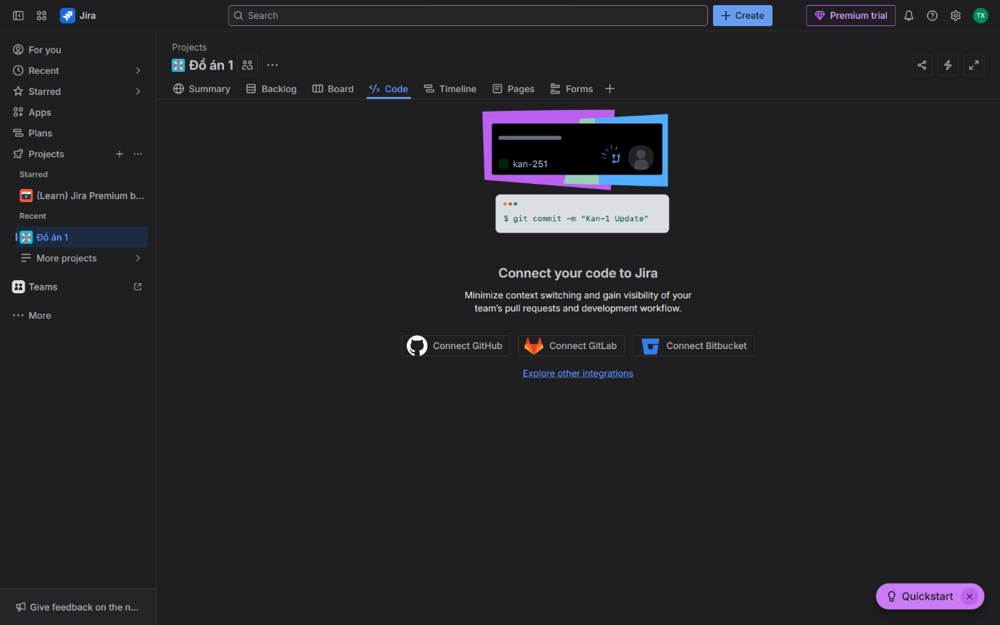 Jira
Search
Create
Premium trial
TX
For you
Recent
Starred
Apps
Plans
Projects
Starred
(Learn) Jira Premium b...
Recent
Đồ án 1
More projects
Teams
More
Give feedback on the n...
Projects
Đồ án 1
Summary
Backlog
Board
Code
Timeline
Pages
Forms
kan-251
$ git commit -m “Kan-1 Update”
Connect your code to Jira
Minimize context switching and gain visibility of your
team's pull requests and development workflow.
Connect GitHub
Connect GitLab
Connect Bitbucket
Explore other integrations
Quickstart